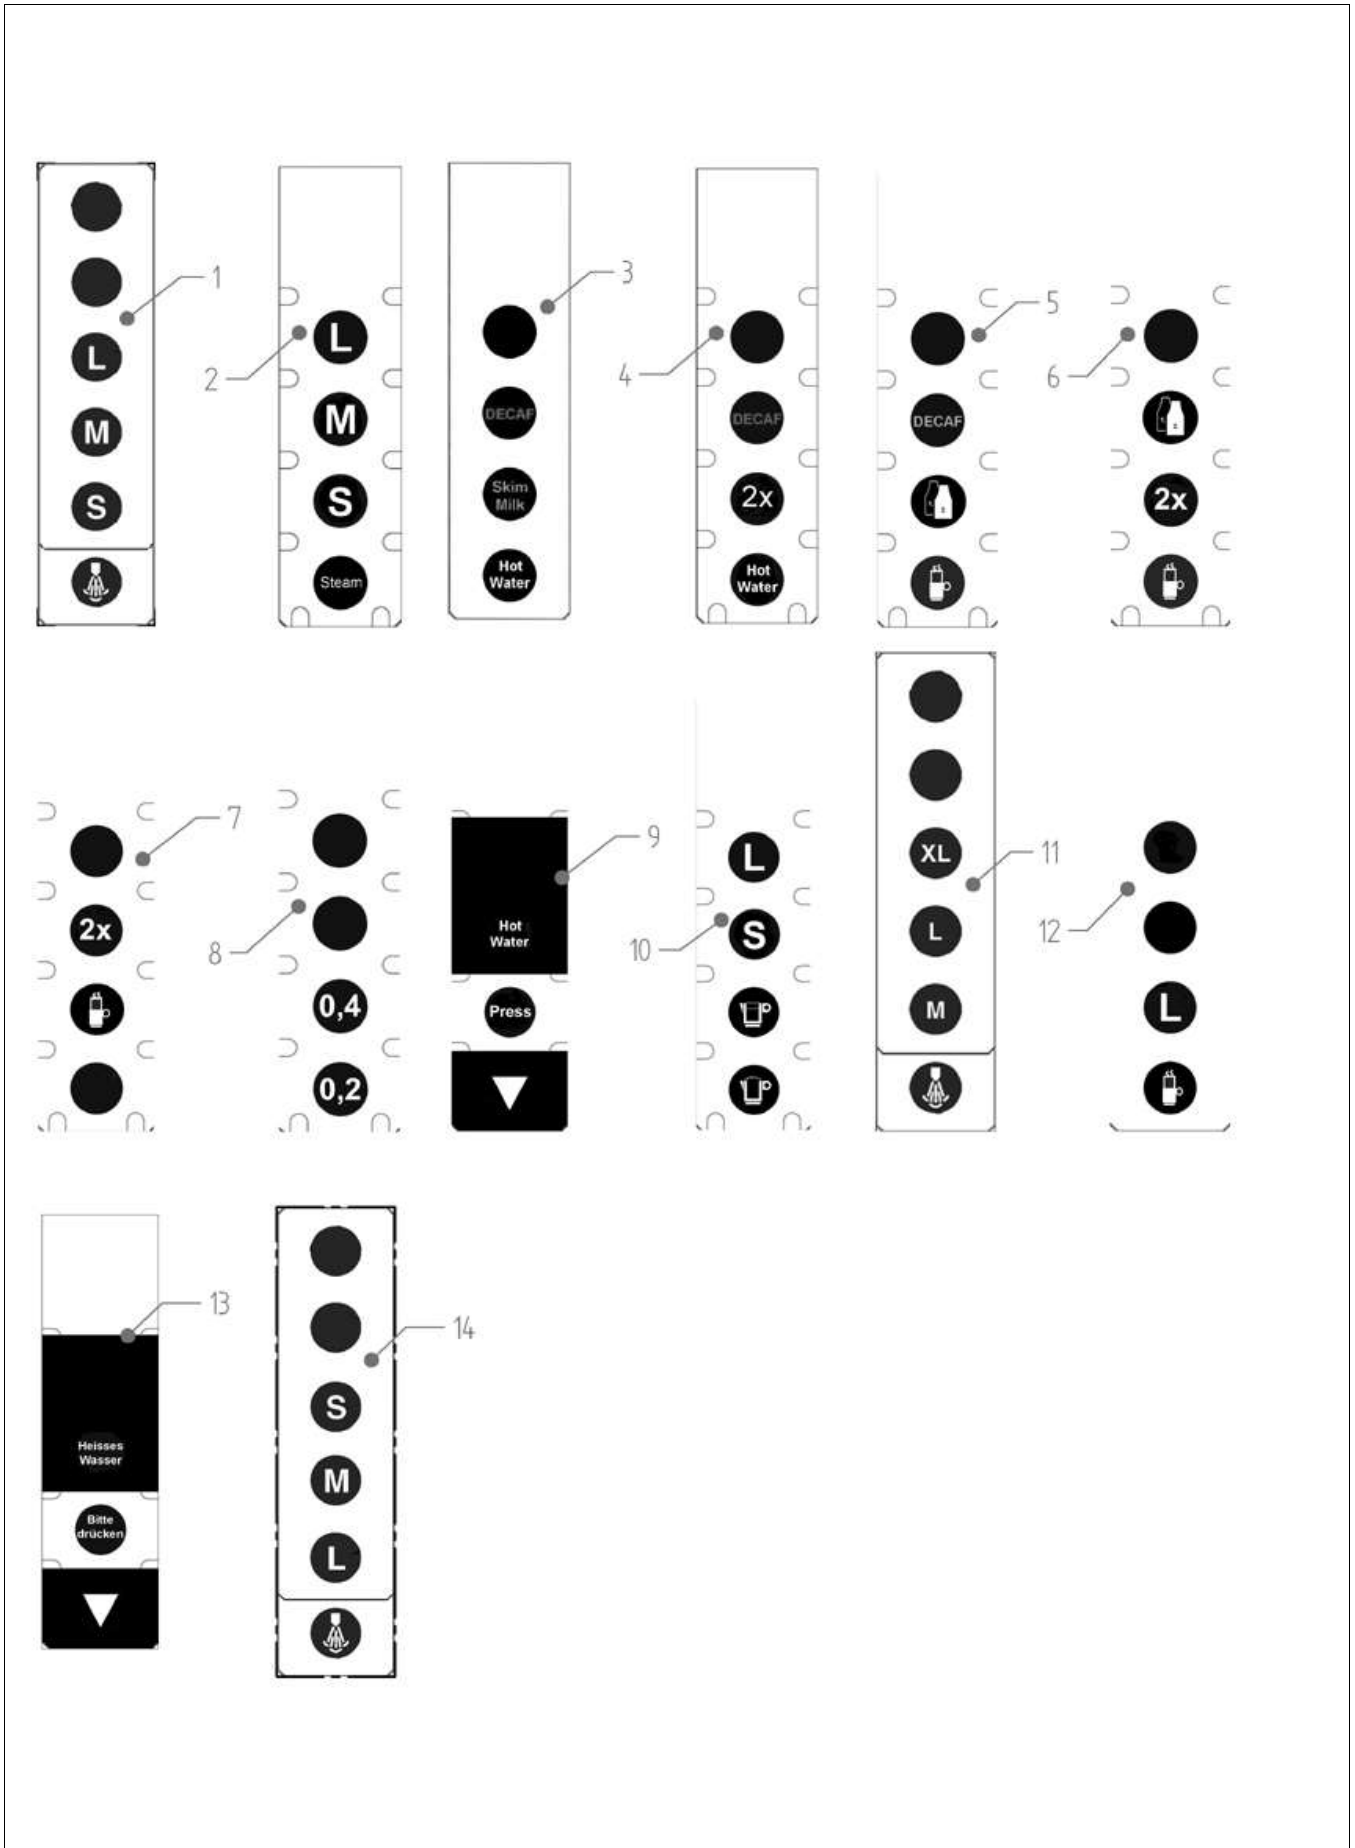 L
M
S
1
L
M
S
Steam
2
DECAF
Skim
Milk
Hot
Water
3
DECAF
2x
Hot
Water
4
DECAF
5
2x
6
2x
7
0,4
0,2
8
Hot
Water
Press
9
L
S
10
XL
L
M
11
L
12
Heisses
Wasser
Bitte
drücken
13
S
M
L
14